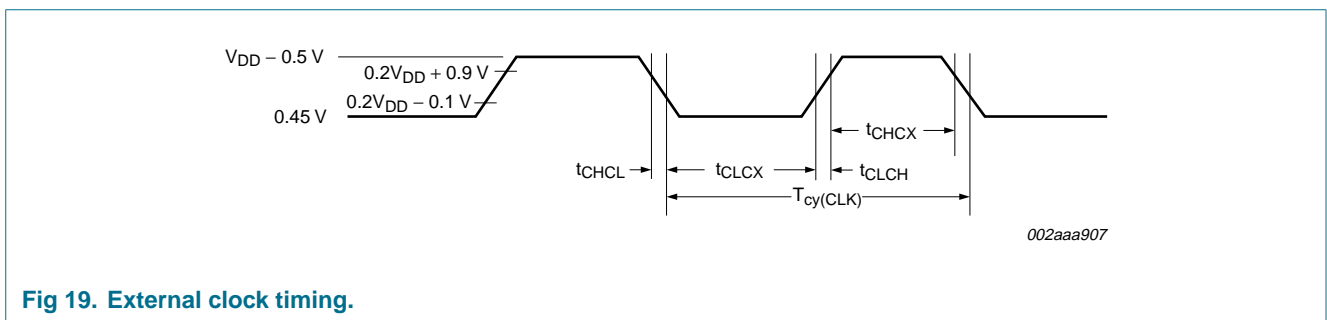 V_DD − 0.5 V
0.2V_DD + 0.9 V
0.2V_DD − 0.1 V
0.45 V
t_CHCX
t_CHCL
t_CLCX
t_CLCH
T_cy(CLK)
002aaa907
Fig 19. External clock timing.